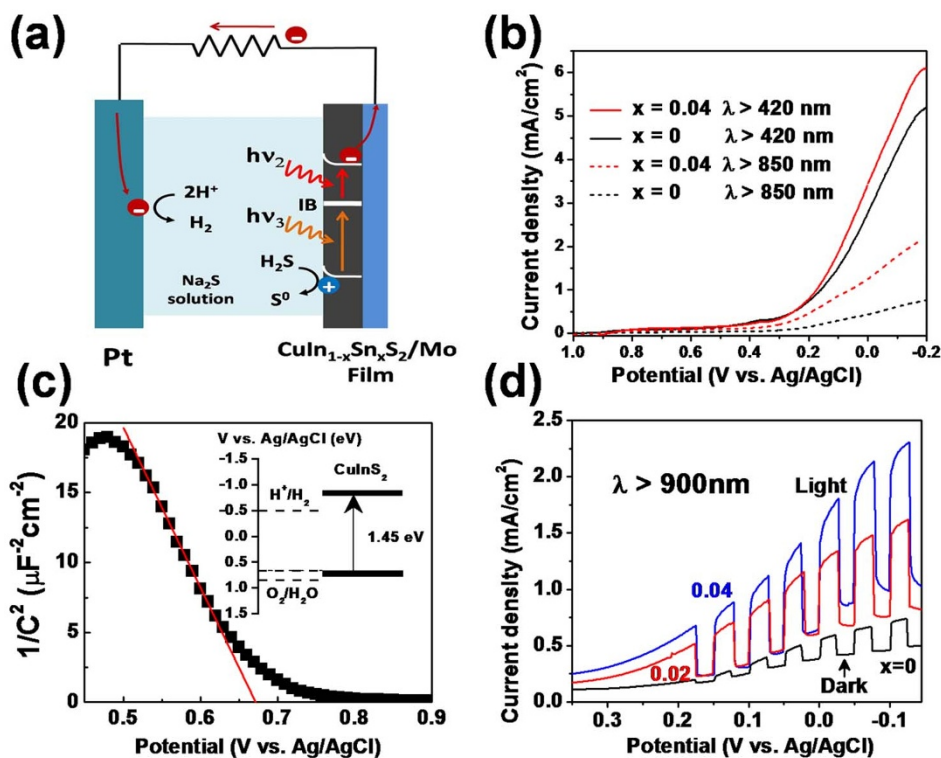 (a)
hν2
IB
hν3
2H⁺
H₂
H₂S
S⁰
Na₂S
solution
Pt
CuIn₁₋ₓSnₓS₂/Mo
Film
(b)
Current density (mA/cm²)
6
5
4
3
2
1
0
x = 0.04 λ > 420 nm
x = 0 λ > 420 nm
x = 0.04 λ > 850 nm
x = 0 λ > 850 nm
1.0 0.8 0.6 0.4 0.2 0.0 -0.2
Potential (V vs. Ag/AgCl)
(c)
1/C² (μF⁻²cm⁻²)
20
15
10
5
0
V vs. Ag/AgCl (eV)
-1.5
-1.0
-0.5
0.0
0.5
1.0
1.5
H⁺/H₂
O₂/H₂O
CuInS₂
1.45 eV
0.5 0.6 0.7 0.8 0.9
Potential (V vs. Ag/AgCl)
(d)
Current density (mA/cm²)
2.5
2.0
1.5
1.0
0.5
0.0
λ > 900nm
Light
0.04
0.02
x=0
Dark
0.3 0.2 0.1 0.0 -0.1
Potential (V vs. Ag/AgCl)